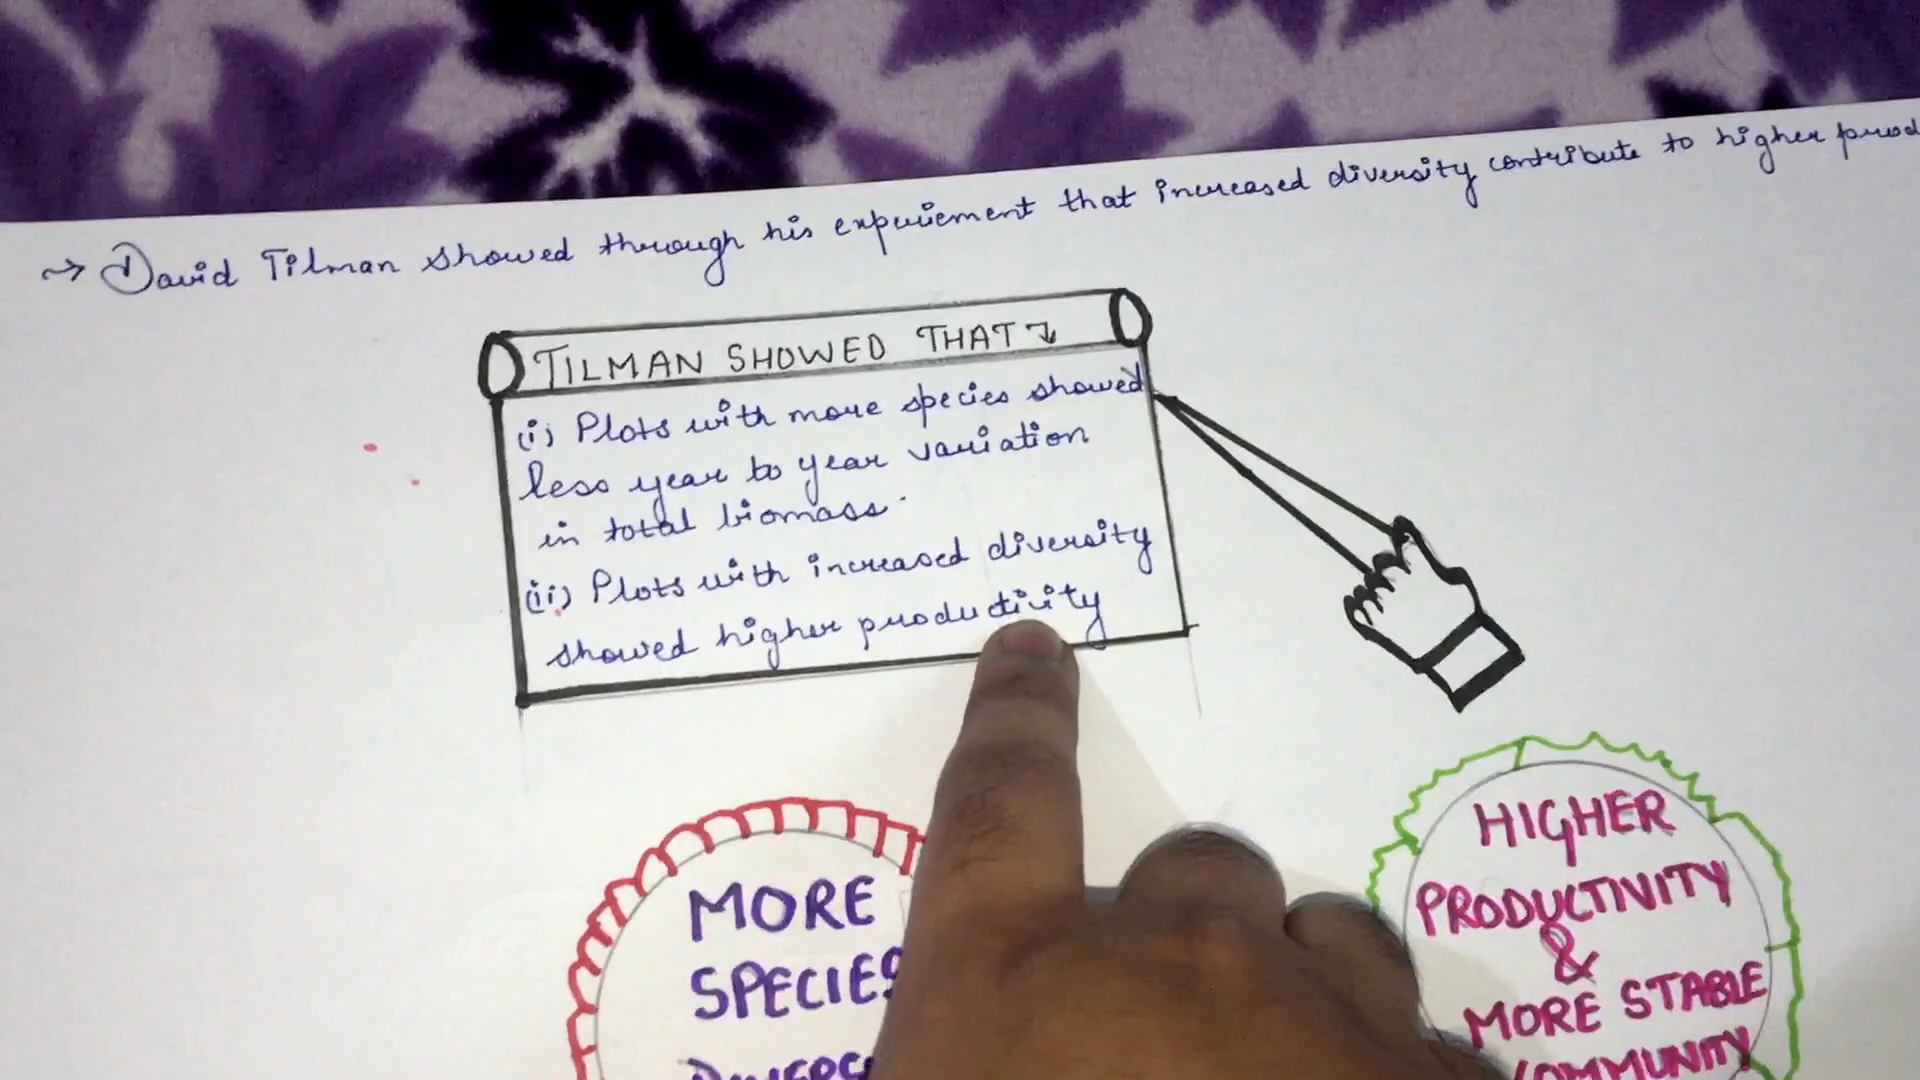 → David Tilman showed through his experiement that increased diversity contribute to higher prod
TILMAN SHOWED THAT ↴
(i) Plots with more species showed
less year to year variation
in total biomass.
(ii) Plots with increased diversity
showed higher productivity
MORE
SPECIES
HIGHER
PRODUCTIVITY
&
MORE STABLE
COMMUNITY